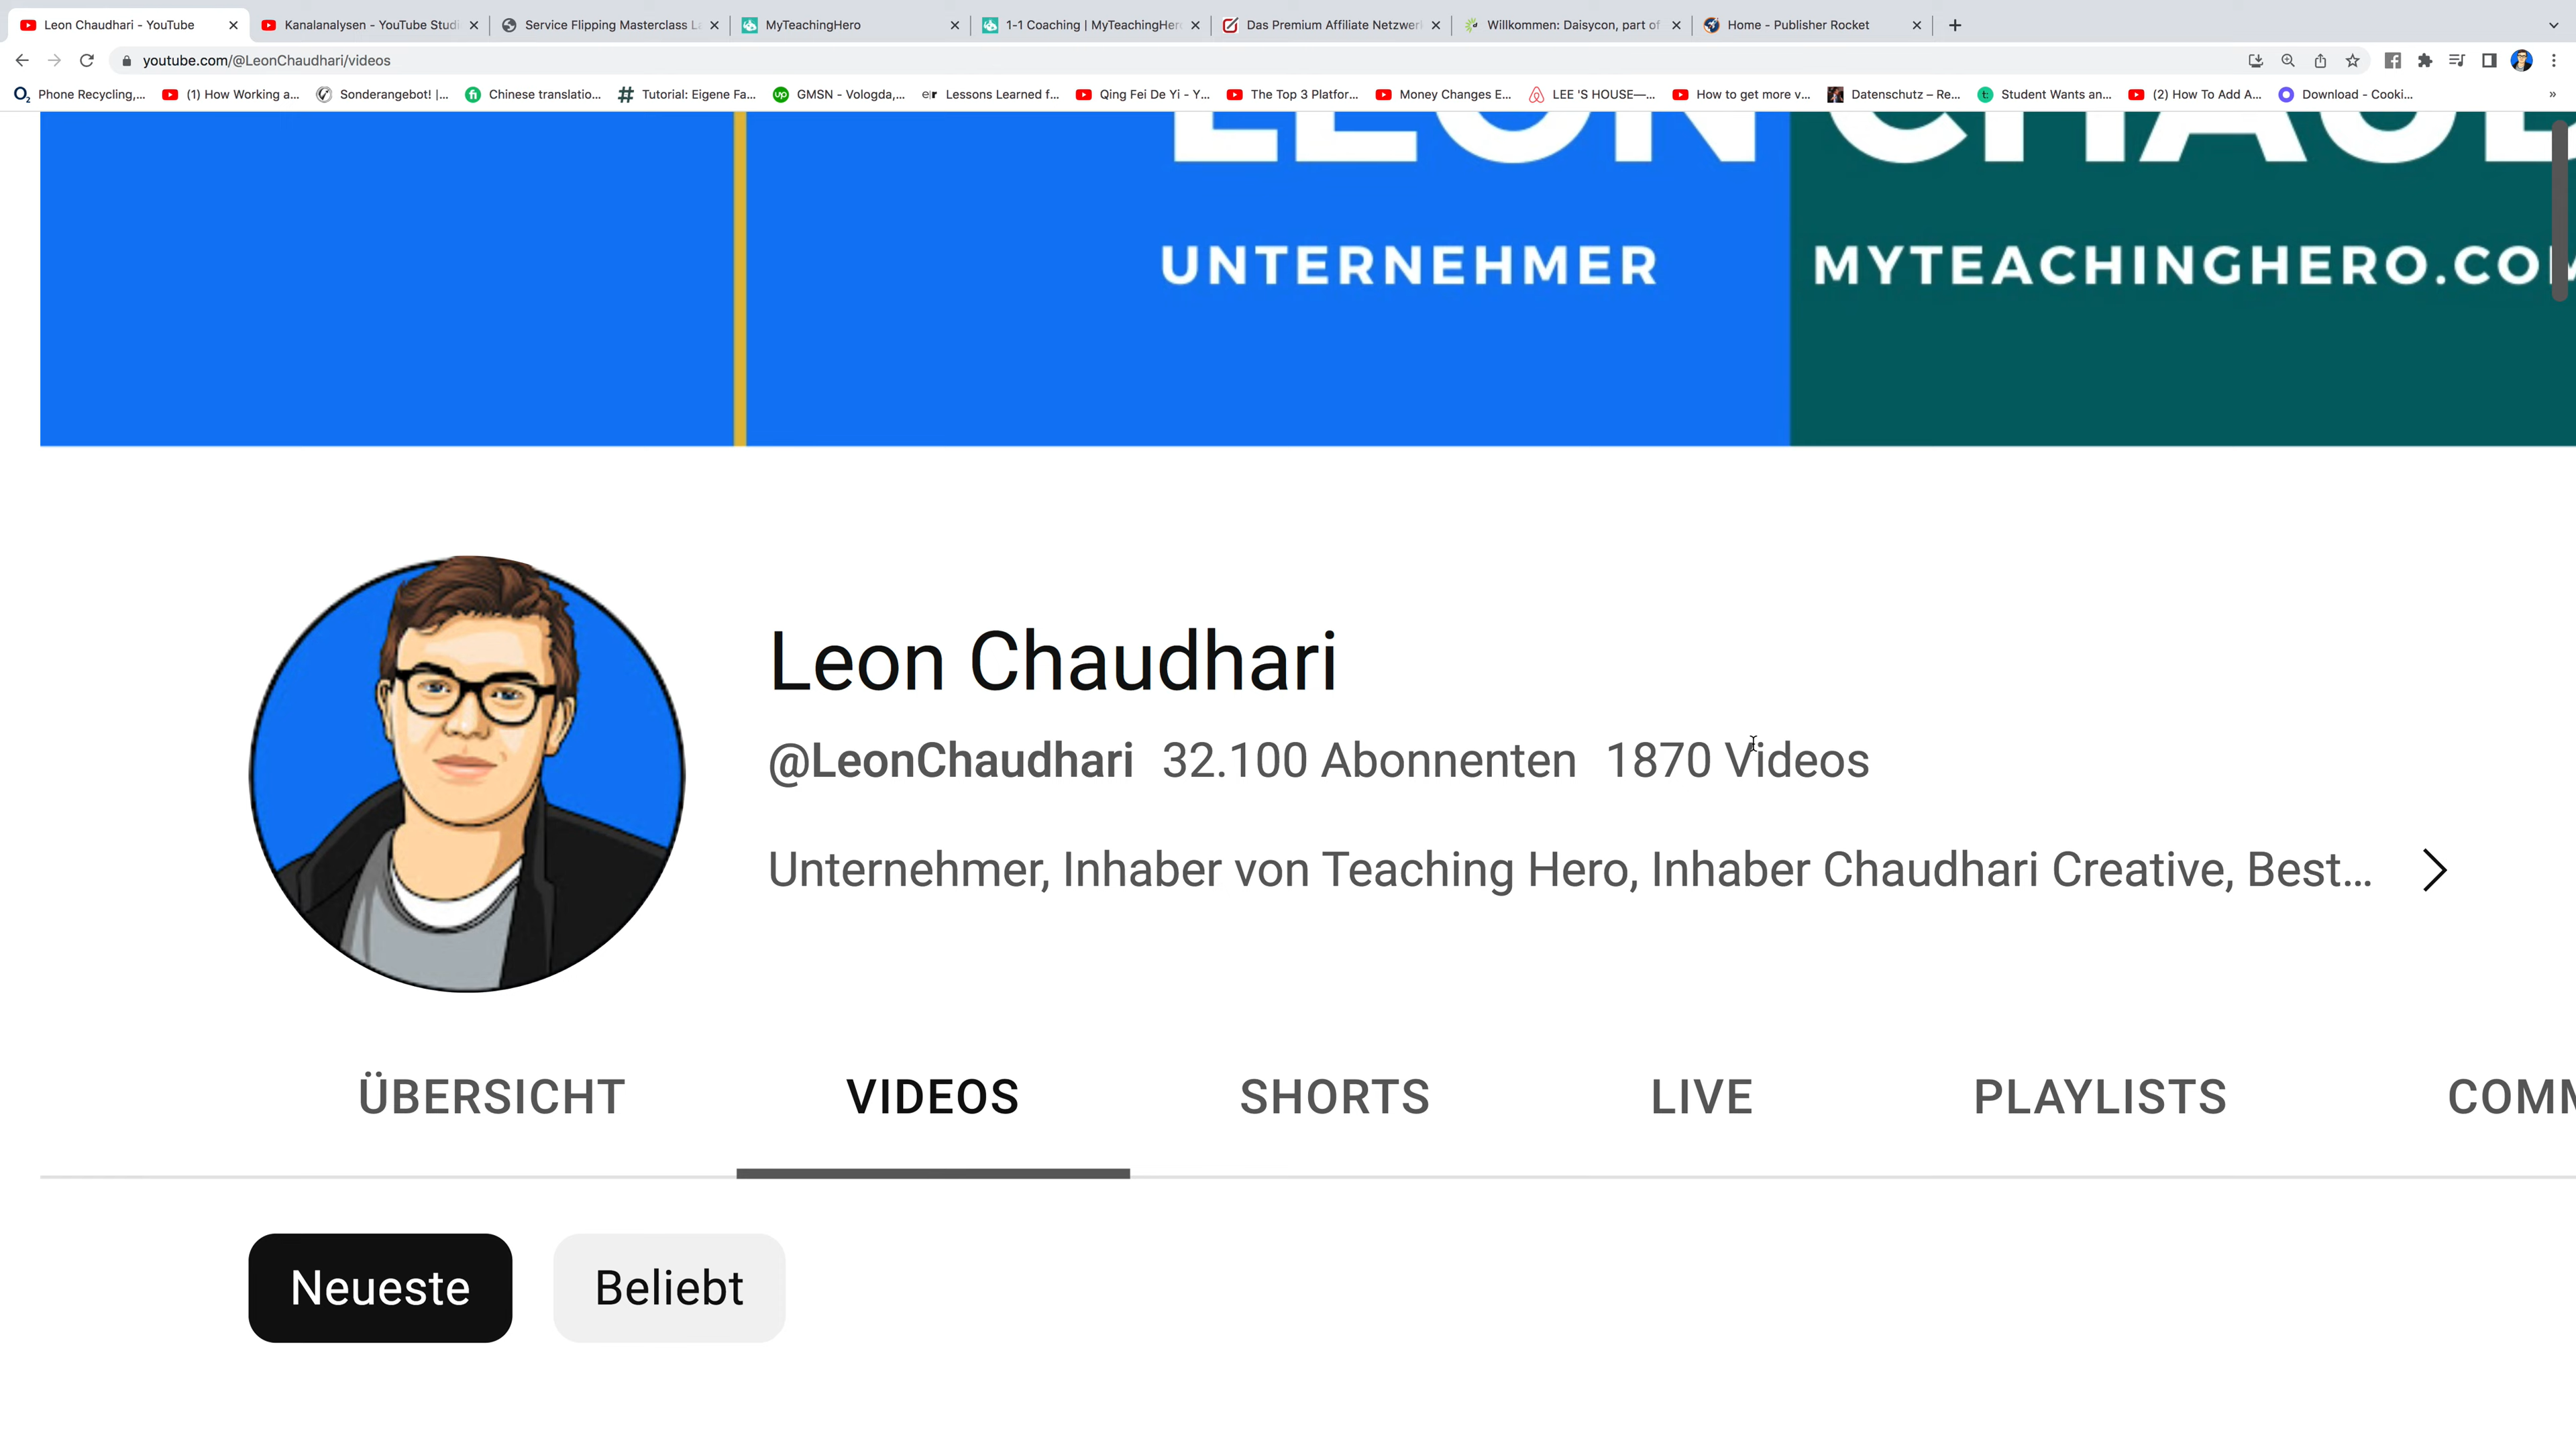 Leon Chaudhari - YouTube
Kanalanalysen - YouTube Studi
Service Flipping Masterclass La
MyTeachingHero
1-1 Coaching | MyTeachingHero
Das Premium Affiliate Netzwerk
Willkommen: Daisycon, part of
Home - Publisher Rocket
youtube.com/@LeonChaudhari/videos
Phone Recycling,...
(1) How Working a...
Sonderangebot! |...
Chinese translatio...
Tutorial: Eigene Fa...
GMSN - Vologda,...
Lessons Learned f...
Qing Fei De Yi - Y...
The Top 3 Platfor...
Money Changes E...
LEE 'S HOUSE—...
How to get more v...
Datenschutz – Re...
Student Wants an...
(2) How To Add A...
Download - Cooki...
»
LEON CHAUD
UNTERNEHMER
MYTEACHINGHERO.COM
Leon Chaudhari
@LeonChaudhari 32.100 Abonnenten 1870 Videos
Unternehmer, Inhaber von Teaching Hero, Inhaber Chaudhari Creative, Best...
ÜBERSICHT
VIDEOS
SHORTS
LIVE
PLAYLISTS
COMM
Neueste
Beliebt